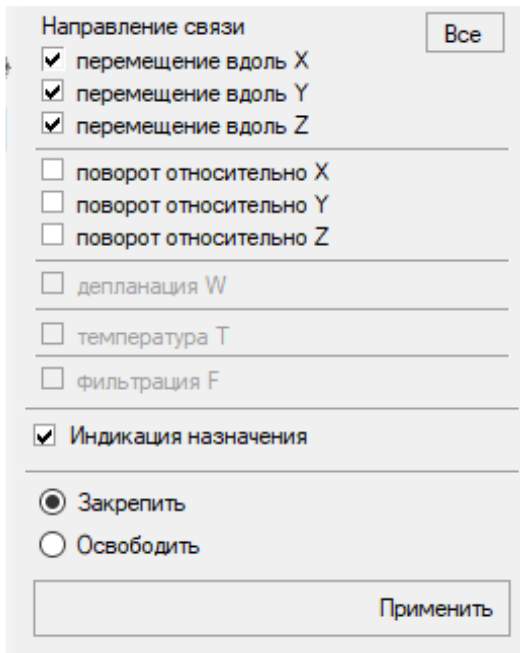 Направление связи
Все
перемещение вдоль X
перемещение вдоль Y
перемещение вдоль Z
поворот относительно X
поворот относительно Y
поворот относительно Z
депланация W
температура T
фильтрация F
Индикация назначения
Закрепить
Освободить
Применить